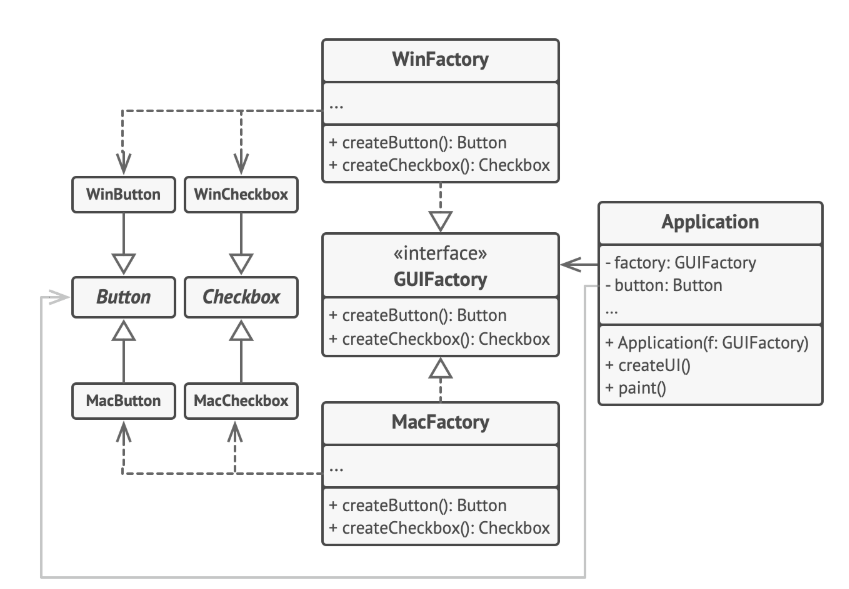 WinFactory
...
+ createButton(): Button
+ createCheckbox(): Checkbox
WinButton
WinCheckbox
Button
Checkbox
MacButton
MacCheckbox
«interface»
GUIFactory
+ createButton(): Button
+ createCheckbox(): Checkbox
Application
- factory: GUIFactory
- button: Button
...
+ Application(f: GUIFactory)
+ createUI()
+ paint()
MacFactory
...
+ createButton(): Button
+ createCheckbox(): Checkbox